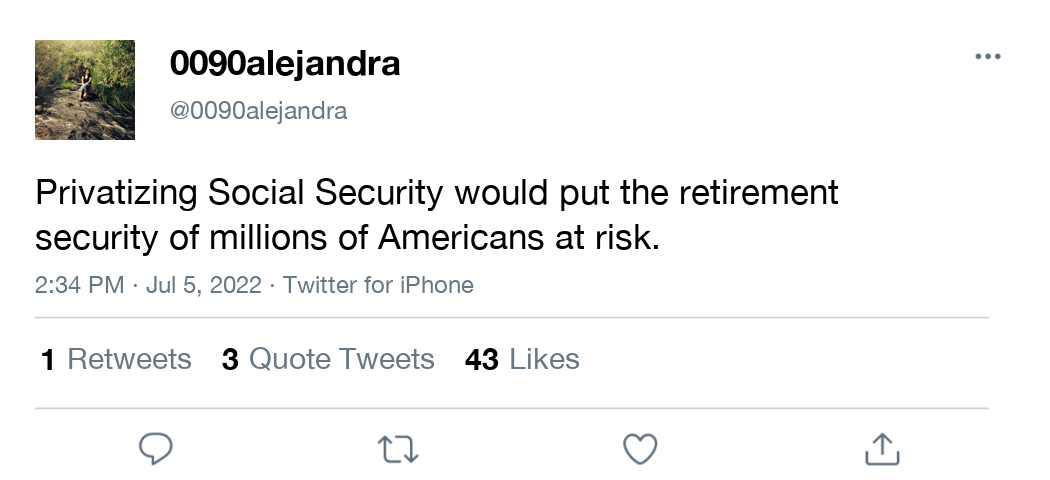 0090alejandra
@0090alejandra
Privatizing Social Security would put the retirement
security of millions of Americans at risk.
2:34 PM · Jul 5, 2022 · Twitter for iPhone
1 Retweets 3 Quote Tweets 43 Likes